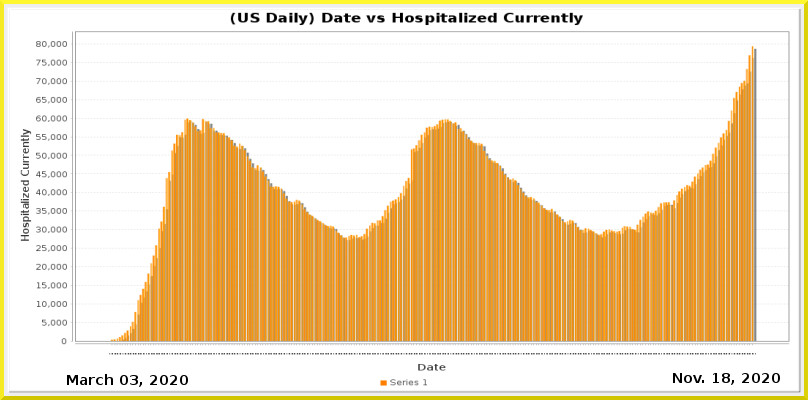 (US Daily) Date vs Hospitalized Currently
80,000
75,000
70,000
65,000
60,000
55,000
50,000
45,000
40,000
35,000
30,000
25,000
20,000
15,000
10,000
5,000
0
Hospitalized Currently
Date
March 03, 2020
Nov. 18, 2020
Series 1